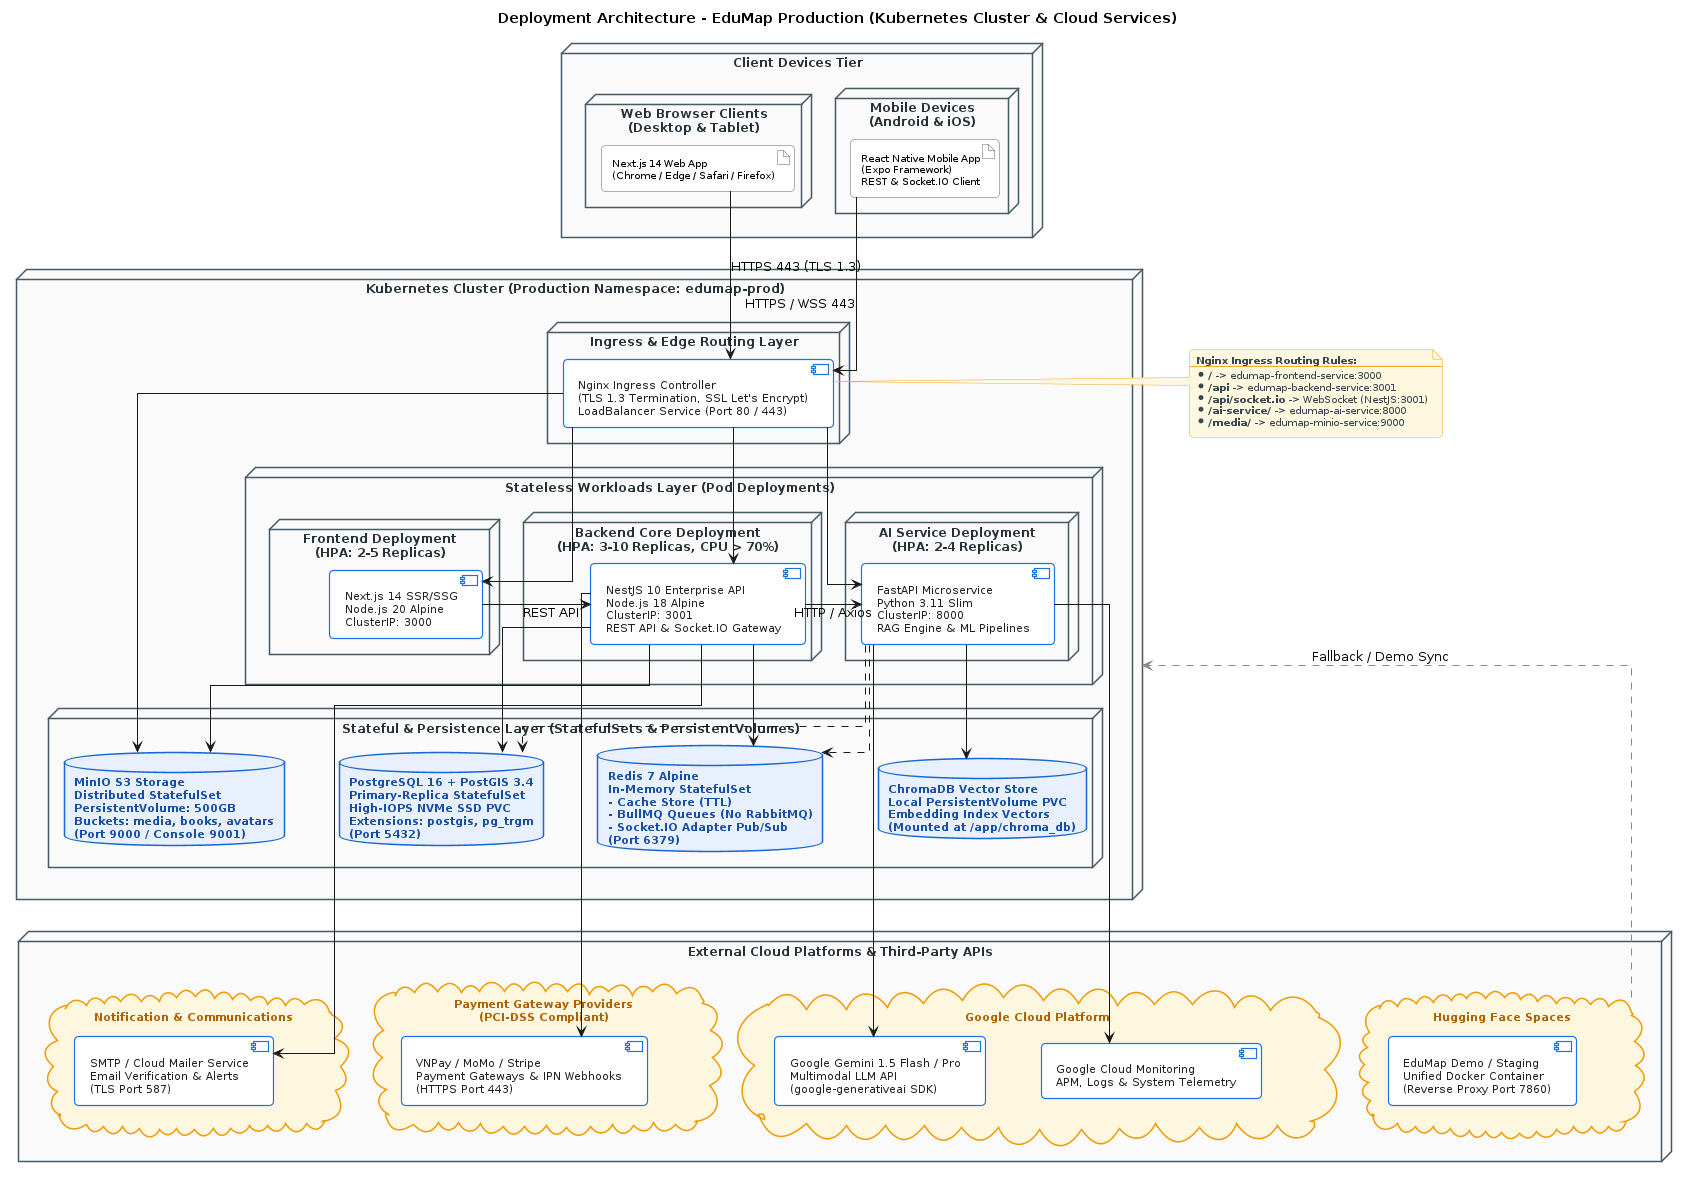 Deployment Architecture - EduMap Production (Kubernetes Cluster & Cloud Services)
Client Devices Tier
Web Browser Clients
(Desktop & Tablet)
Next.js 14 Web App
(Chrome / Edge / Safari / Firefox)
Mobile Devices
(Android & iOS)
React Native Mobile App
(Expo Framework)
REST & Socket.IO Client
HTTPS 443 (TLS 1.3)
HTTPS / WSS 443
Kubernetes Cluster (Production Namespace: edumap-prod)
Ingress & Edge Routing Layer
Nginx Ingress Controller
(TLS 1.3 Termination, SSL Let's Encrypt)
LoadBalancer Service (Port 80 / 443)
Nginx Ingress Routing Rules:
• / -> edumap-frontend-service:3000
• /api -> edumap-backend-service:3001
• /api/socket.io -> WebSocket (NestJS:3001)
• /ai-service/ -> edumap-ai-service:8000
• /media/ -> edumap-minio-service:9000
Stateless Workloads Layer (Pod Deployments)
Frontend Deployment
(HPA: 2-5 Replicas)
Next.js 14 SSR/SSG
Node.js 20 Alpine
ClusterIP: 3000
REST API
Backend Core Deployment
(HPA: 3-10 Replicas, CPU > 70%)
NestJS 10 Enterprise API
Node.js 18 Alpine
ClusterIP: 3001
REST API & Socket.IO Gateway
HTTP / Axios
AI Service Deployment
(HPA: 2-4 Replicas)
FastAPI Microservice
Python 3.11 Slim
ClusterIP: 8000
RAG Engine & ML Pipelines
Fallback / Demo Sync
Stateful & Persistence Layer (StatefulSets & PersistentVolumes)
MinIO S3 Storage
Distributed StatefulSet
PersistentVolume: 500GB
Buckets: media, books, avatars
(Port 9000 / Console 9001)
PostgreSQL 16 + PostGIS 3.4
Primary-Replica StatefulSet
High-IOPS NVMe SSD PVC
Extensions: postgis, pg_trgm
(Port 5432)
Redis 7 Alpine
In-Memory StatefulSet
- Cache Store (TTL)
- BullMQ Queues (No RabbitMQ)
- Socket.IO Adapter Pub/Sub
(Port 6379)
ChromaDB Vector Store
Local PersistentVolume PVC
Embedding Index Vectors
(Mounted at /app/chroma_db)
External Cloud Platforms & Third-Party APIs
Notification & Communications
SMTP / Cloud Mailer Service
Email Verification & Alerts
(TLS Port 587)
Payment Gateway Providers
(PCI-DSS Compliant)
VNPay / MoMo / Stripe
Payment Gateways & IPN Webhooks
(HTTPS Port 443)
Google Cloud Platform
Google Gemini 1.5 Flash / Pro
Multimodal LLM API
(google-generativeai SDK)
Google Cloud Monitoring
APM, Logs & System Telemetry
Hugging Face Spaces
EduMap Demo / Staging
Unified Docker Container
(Reverse Proxy Port 7860)